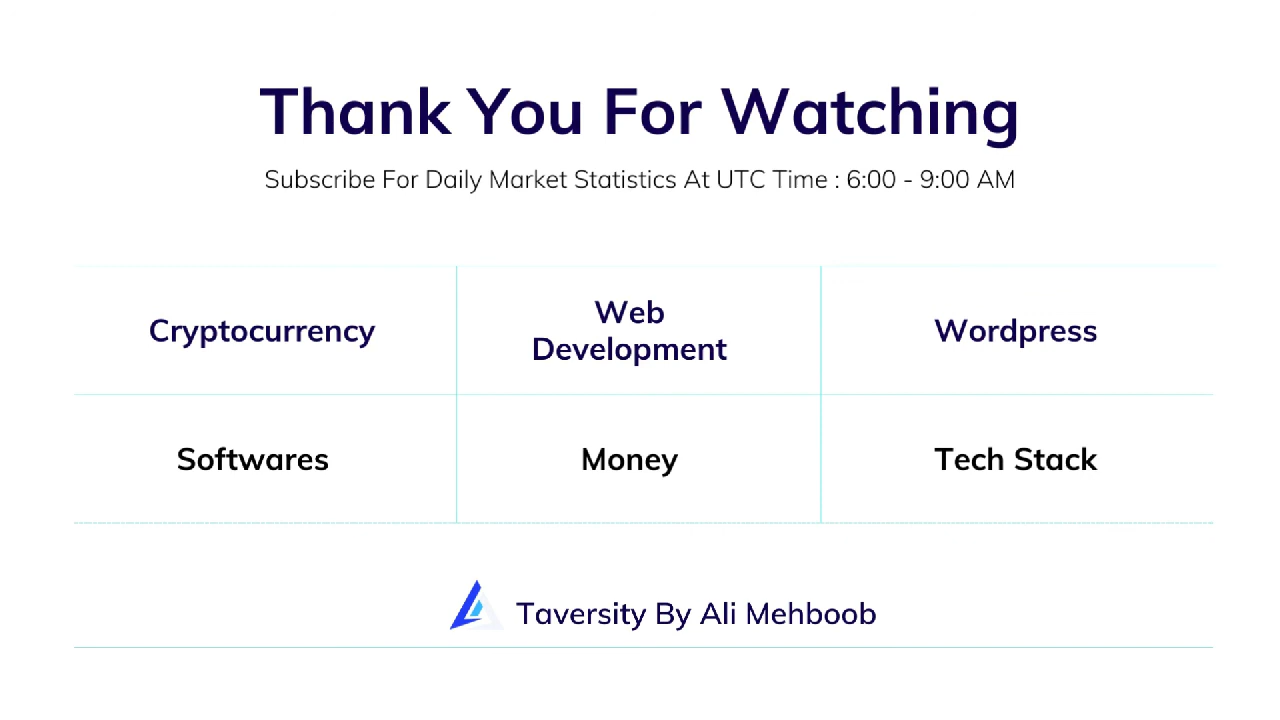 Thank You For Watching
Subscribe For Daily Market Statistics At UTC Time : 6:00 - 9:00 AM
Cryptocurrency
Web
Development
Wordpress
Softwares
Money
Tech Stack
Taversity By Ali Mehboob